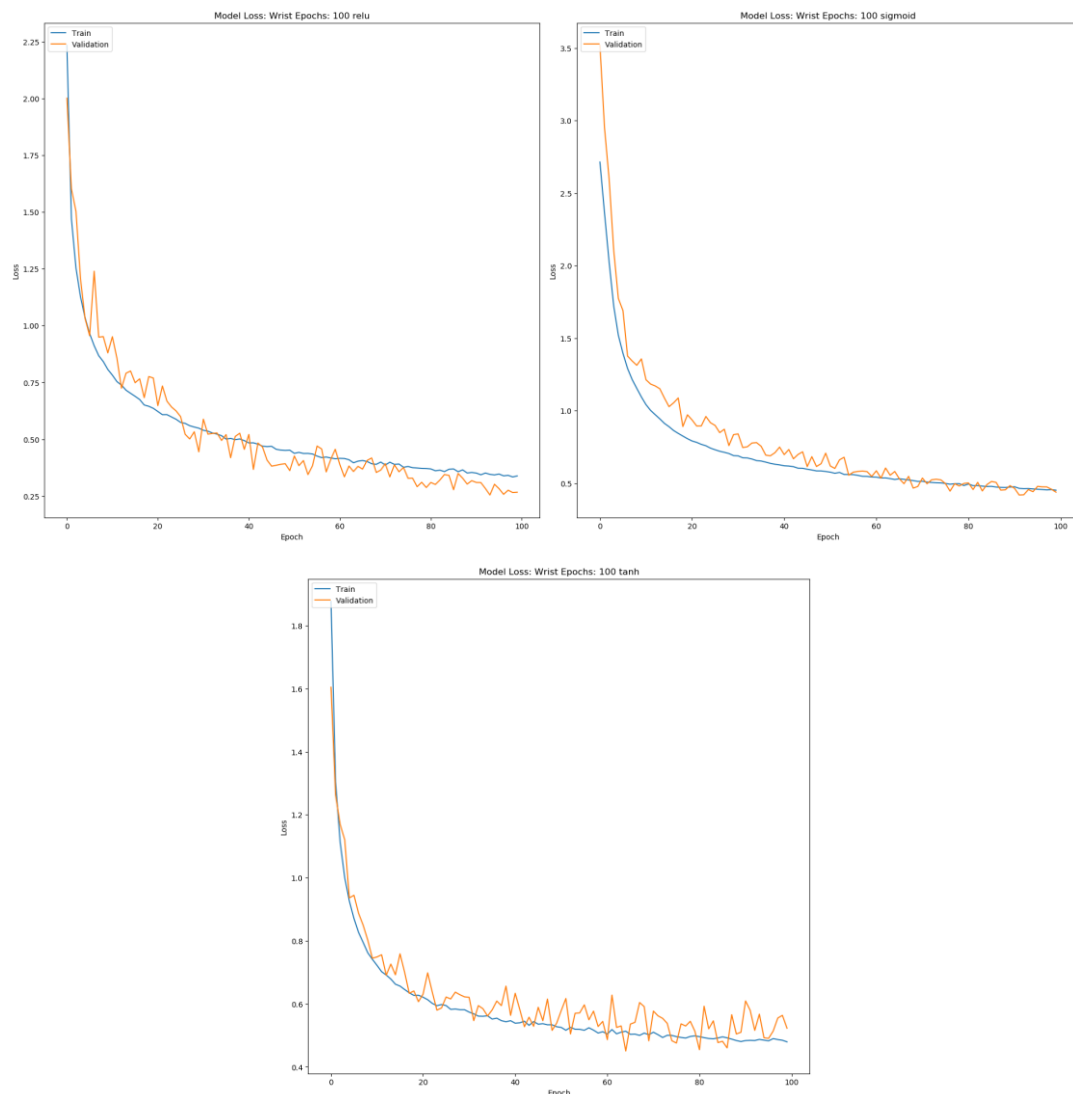 Model Loss: Wrist Epochs: 100 relu
Train
Validation
2.25
2.00
1.75
1.50
1.25
1.00
0.75
0.50
0.25
Loss
0 20 40 60 80 100
Epoch
Model Loss: Wrist Epochs: 100 sigmoid
Train
Validation
3.5
3.0
2.5
2.0
1.5
1.0
0.5
Loss
0 20 40 60 80 100
Epoch
Model Loss: Wrist Epochs: 100 tanh
Train
Validation
1.8
1.6
1.4
1.2
1.0
0.8
0.6
0.4
Loss
0 20 40 60 80 100
Epoch